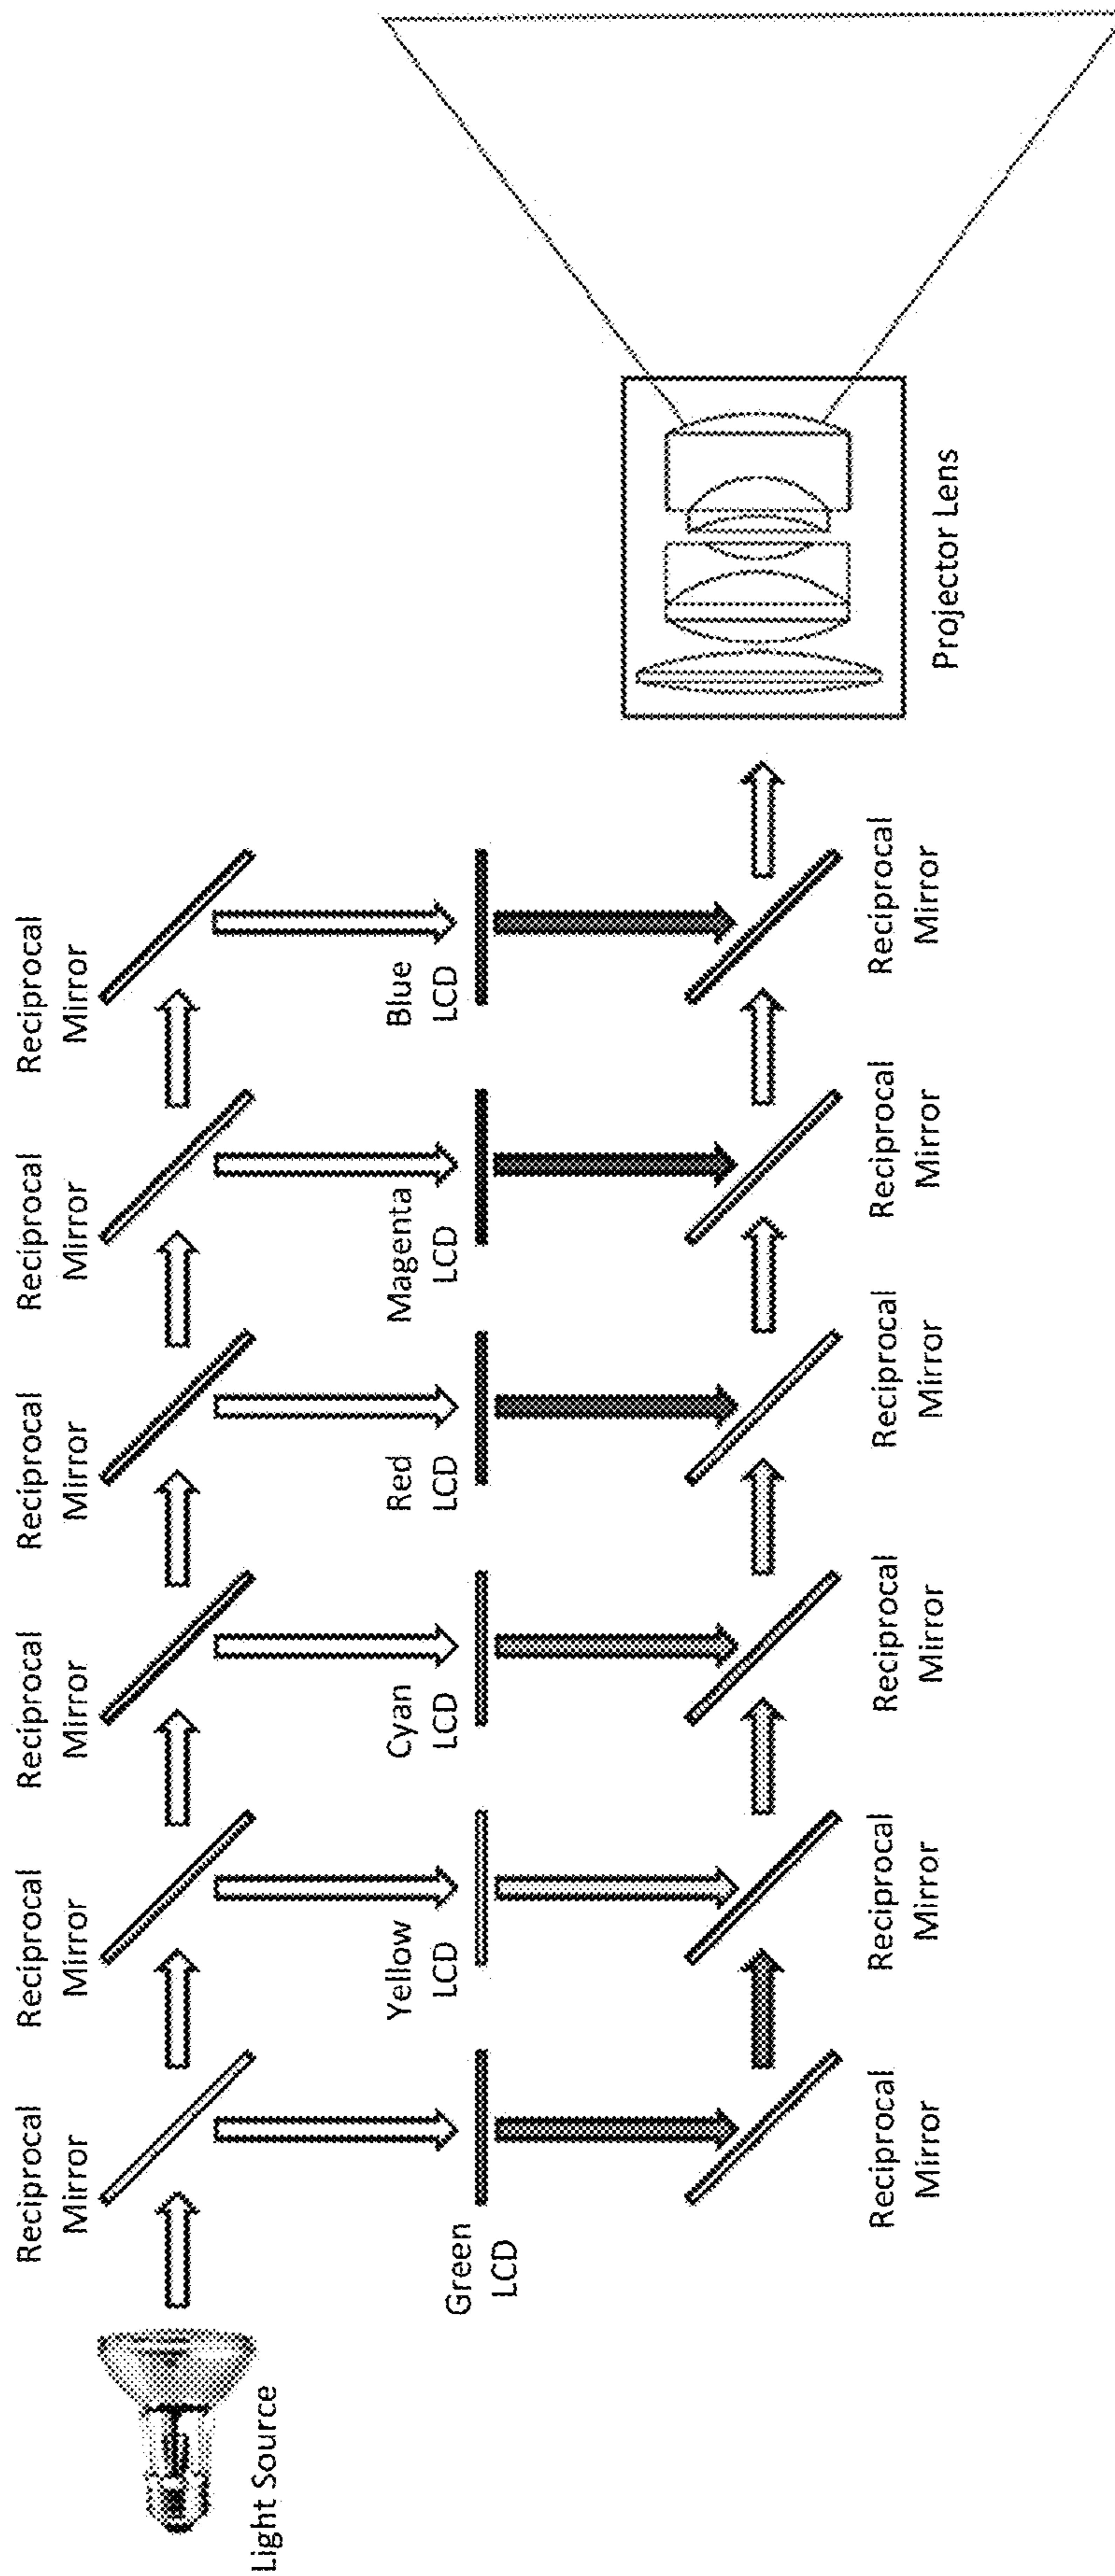 Reciprocal
Mirror
Reciprocal
Mirror
Reciprocal
Mirror
Reciprocal
Mirror
Reciprocal
Mirror
Reciprocal
Mirror
Light Source
Green
LCD
Yellow
LCD
Cyan
LCD
Red
LCD
Magenta
LCD
Blue
LCD
Reciprocal
Mirror
Reciprocal
Mirror
Reciprocal
Mirror
Reciprocal
Mirror
Reciprocal
Mirror
Reciprocal
Mirror
Projector Lens